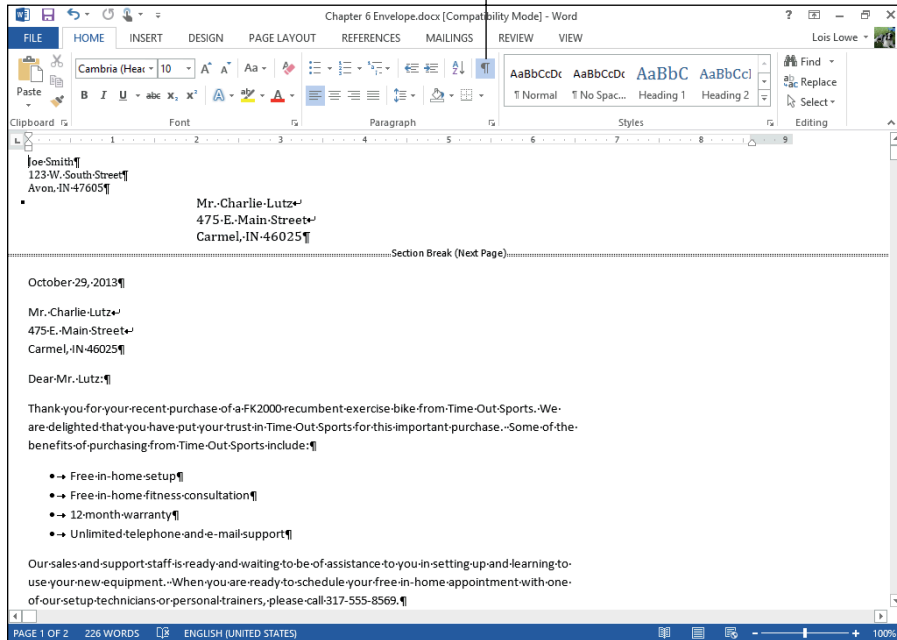 Chapter 6 Envelope.docx [Compatibility Mode] - Word
FILE HOME INSERT DESIGN PAGE LAYOUT REFERENCES MAILINGS REVIEW VIEW Lois Lowe
Paste
Cambria (Head 10
AaBbCcDc AaBbCcDc AaBbC AaBbCcI
¶ Normal ¶ No Spac... Heading 1 Heading 2
Find
Replace
Select
Clipboard Font Paragraph Styles Editing
1 2 3 4 5 6 7 8 9
Joe·Smith¶
123·W.·South·Street¶
Avon,·IN·47605¶
Mr.·Charlie·Lutz↵
475·E.·Main·Street↵
Carmel,·IN·46025¶
Section Break (Next Page)
October·29,·2013¶
Mr.·Charlie·Lutz↵
475·E.·Main·Street↵
Carmel,·IN·46025¶
Dear·Mr.·Lutz:¶
Thank·you·for·your·recent·purchase·of·a·FK2000·recumbent·exercise·bike·from·Time·Out·Sports.·We·
are·delighted·that·you·have·put·your·trust·in·Time·Out·Sports·for·this·important·purchase.··Some·of·the·
benefits·of·purchasing·from·Time·Out·Sports·include:¶
•→Free·in-home·setup¶
•→Free·in-home·fitness·consultation¶
•→12-month·warranty¶
•→Unlimited·telephone·and·e-mail·support¶
Our·sales·and·support·staff·is·ready·and·waiting·to·be·of·assistance·to·you·in·setting·up·and·learning·to·
use·your·new·equipment.··When·you·are·ready·to·schedule·your·free·in-home·appointment·with·one·
of·our·setup·technicians·or·personal·trainers,·please·call·317-555-8569.¶
PAGE 1 OF 2 226 WORDS ENGLISH (UNITED STATES) 100%